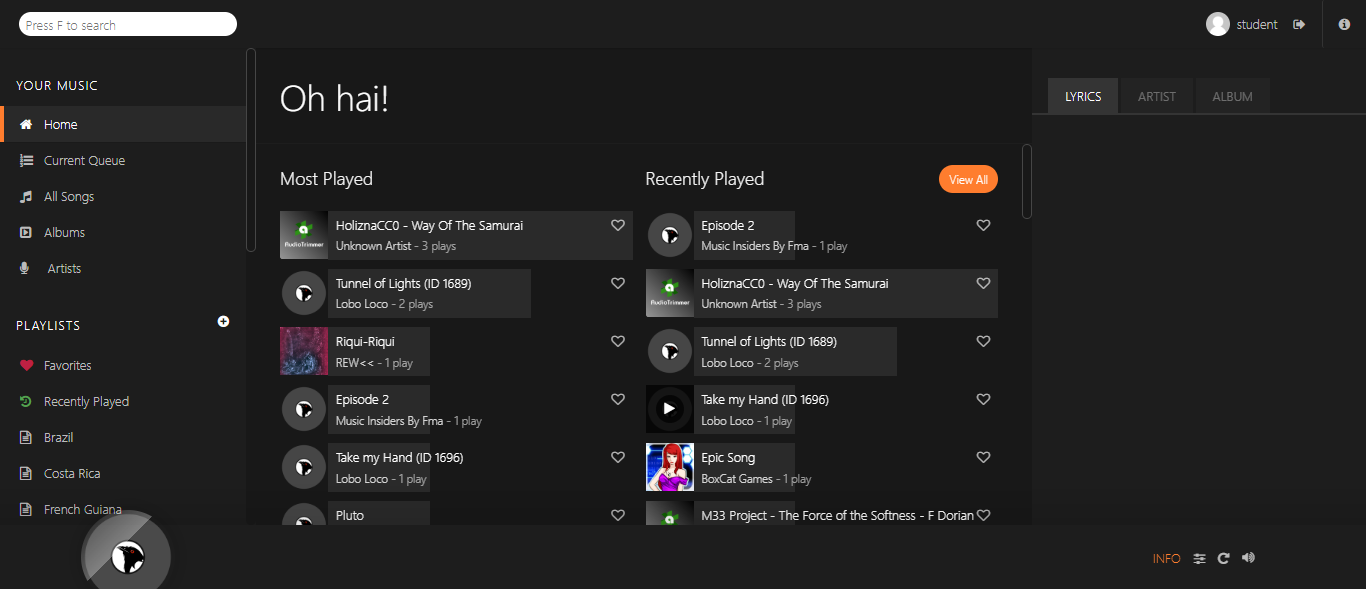 Press F to search
student
YOUR MUSIC
Home
Current Queue
All Songs
Albums
Artists
PLAYLISTS
Favorites
Recently Played
Brazil
Costa Rica
French Guiana
Oh hai!
Most Played
AudioTrimmer
HoliznaCC0 - Way Of The Samurai
Unknown Artist - 3 plays
Tunnel of Lights (ID 1689)
Lobo Loco - 2 plays
Riqui-Riqui
REW<< - 1 play
Episode 2
Music Insiders By Fma - 1 play
Take my Hand (ID 1696)
Lobo Loco - 1 play
Pluto
Recently Played
View All
Episode 2
Music Insiders By Fma - 1 play
AudioTrimmer
HoliznaCC0 - Way Of The Samurai
Unknown Artist - 3 plays
Tunnel of Lights (ID 1689)
Lobo Loco - 2 plays
Take my Hand (ID 1696)
Lobo Loco - 1 play
Epic Song
BoxCat Games - 1 play
M33 Project - The Force of the Softness - F Dorian
LYRICS
ARTIST
ALBUM
INFO